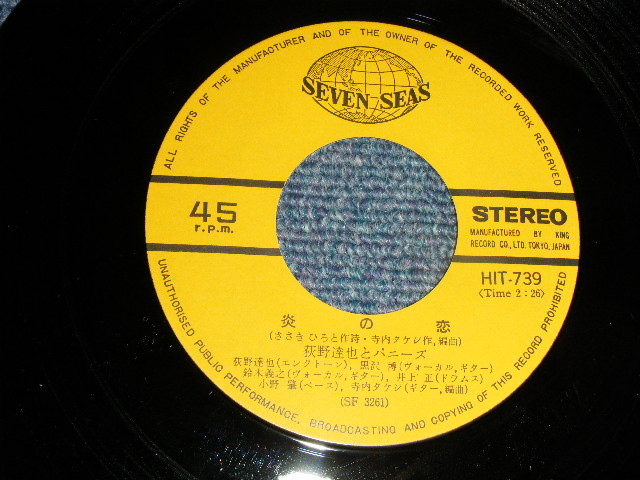 ALL RIGHTS OF THE MANUFACTURER AND OF THE OWNER OF THE RECORDED WORK RESERVED
SEVEN SEAS
45
r.p.m.
STEREO
MANUFACTURED BY KING
RECORD CO., LTD. TOKYO, JAPAN
HIT-739
〈Time 2:26〉
炎の恋
(ささき ひろと作詩・寺内タケシ作,編曲)
荻野達也とバニーズ
荻野達也(エレクトーン), 黒沢 博(ヴォーカル,ギター)
鈴木義之(ヴォーカル,ギター), 井上 正(ドラムス)
小野 肇(ベース), 寺内タケシ(ギター,編曲)
(SF 3261)
UNAUTHORISED PUBLIC PERFORMANCE, BROADCASTING AND COPYING OF THIS RECORD PROHIBITED